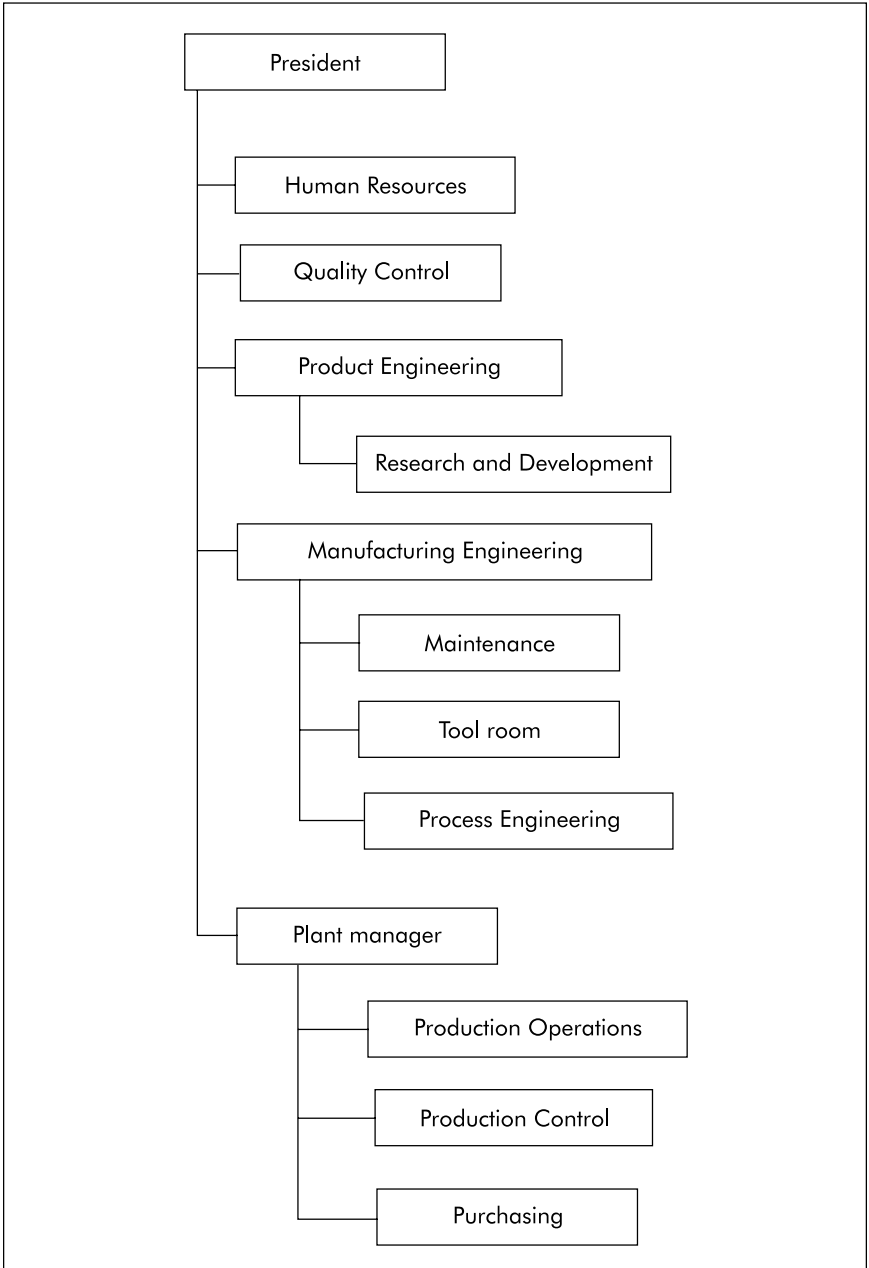 President
Human Resources
Quality Control
Product Engineering
Research and Development
Manufacturing Engineering
Maintenance
Tool room
Process Engineering
Plant manager
Production Operations
Production Control
Purchasing